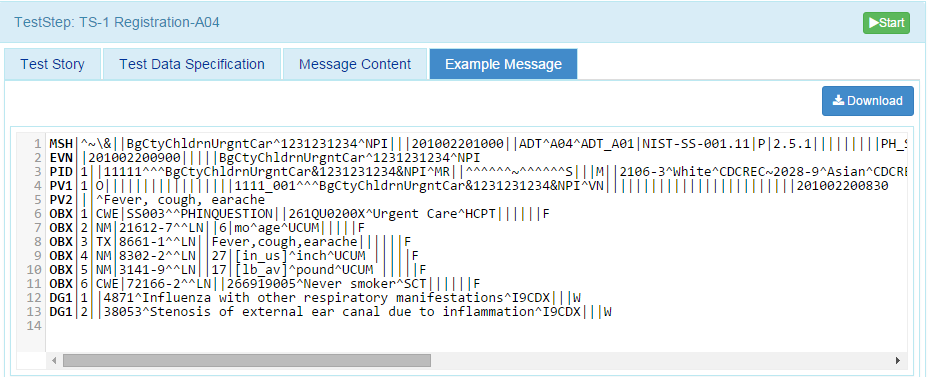 TestStep: TS-1 Registration-A04
Start
Test Story
Test Data Specification
Message Content
Example Message
Download
1 MSH|^~\&||BgCtyChldrnUrgntCar^1231231234^NPI|||201002201000||ADT^A04^ADT_A01|NIST-SS-001.11|P|2.5.1|||||||||PH_S
2 EVN||201002200900|||||BgCtyChldrnUrgntCar^1231231234^NPI
3 PID|1||11111^^^BgCtyChldrnUrgntCar&1231231234&NPI^MR||^^^^^^~^^^^^^S|||M||2106-3^White^CDCREC~2028-9^Asian^CDCRE
4 PV1|1|O|||||||||||||||||1111_001^^^BgCtyChldrnUrgntCar&1231231234&NPI^VN|||||||||||||||||||||||||201002200830
5 PV2|||^Fever, cough, earache
6 OBX|1|CWE|SS003^^PHINQUESTION||261QU0200X^Urgent Care^HCPT||||||F
7 OBX|2|NM|21612-7^^LN||6|mo^age^UCUM|||||F
8 OBX|3|TX|8661-1^^LN||Fever,cough,earache||||||F
9 OBX|4|NM|8302-2^^LN||27|[in_us]^inch^UCUM |||||F
10 OBX|5|NM|3141-9^^LN||17|[lb_av]^pound^UCUM |||||F
11 OBX|6|CWE|72166-2^^LN||266919005^Never smoker^SCT||||||F
12 DG1|1||4871^Influenza with other respiratory manifestations^I9CDX|||W
13 DG1|2||38053^Stenosis of external ear canal due to inflammation^I9CDX|||W
14